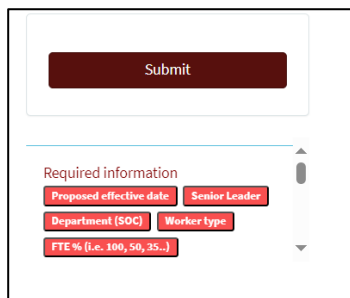 Submit
Required information
Proposed effective date Senior Leader
Department (SOC) Worker type
FTE % (i.e. 100, 50, 35..)